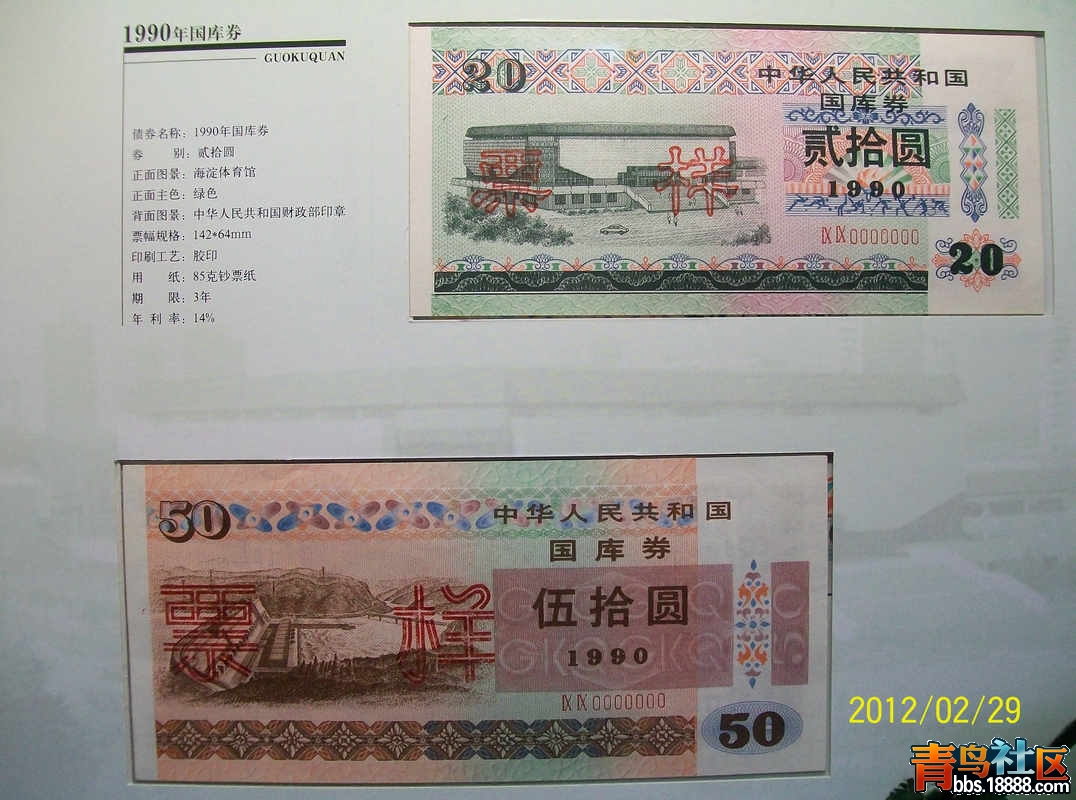 1990年国库券
GUOKUQUAN
债券名称：1990年国库券
券 别：贰拾圆
正面图景：海淀体育馆
正面主色：绿色
背面图景：中华人民共和国财政部印章
票幅规格：142*64mm
印刷工艺：胶印
用 纸：85克钞票纸
期 限：3年
年 利 率：14%
20
中华人民共和国
国库券
贰拾圆
1990
票样
IXIX0000000
20
50
中华人民共和国
国库券
伍拾圆
1990
票样
IXIX0000000
50
2012/02/29
青鸟社区
bbs.18888.com